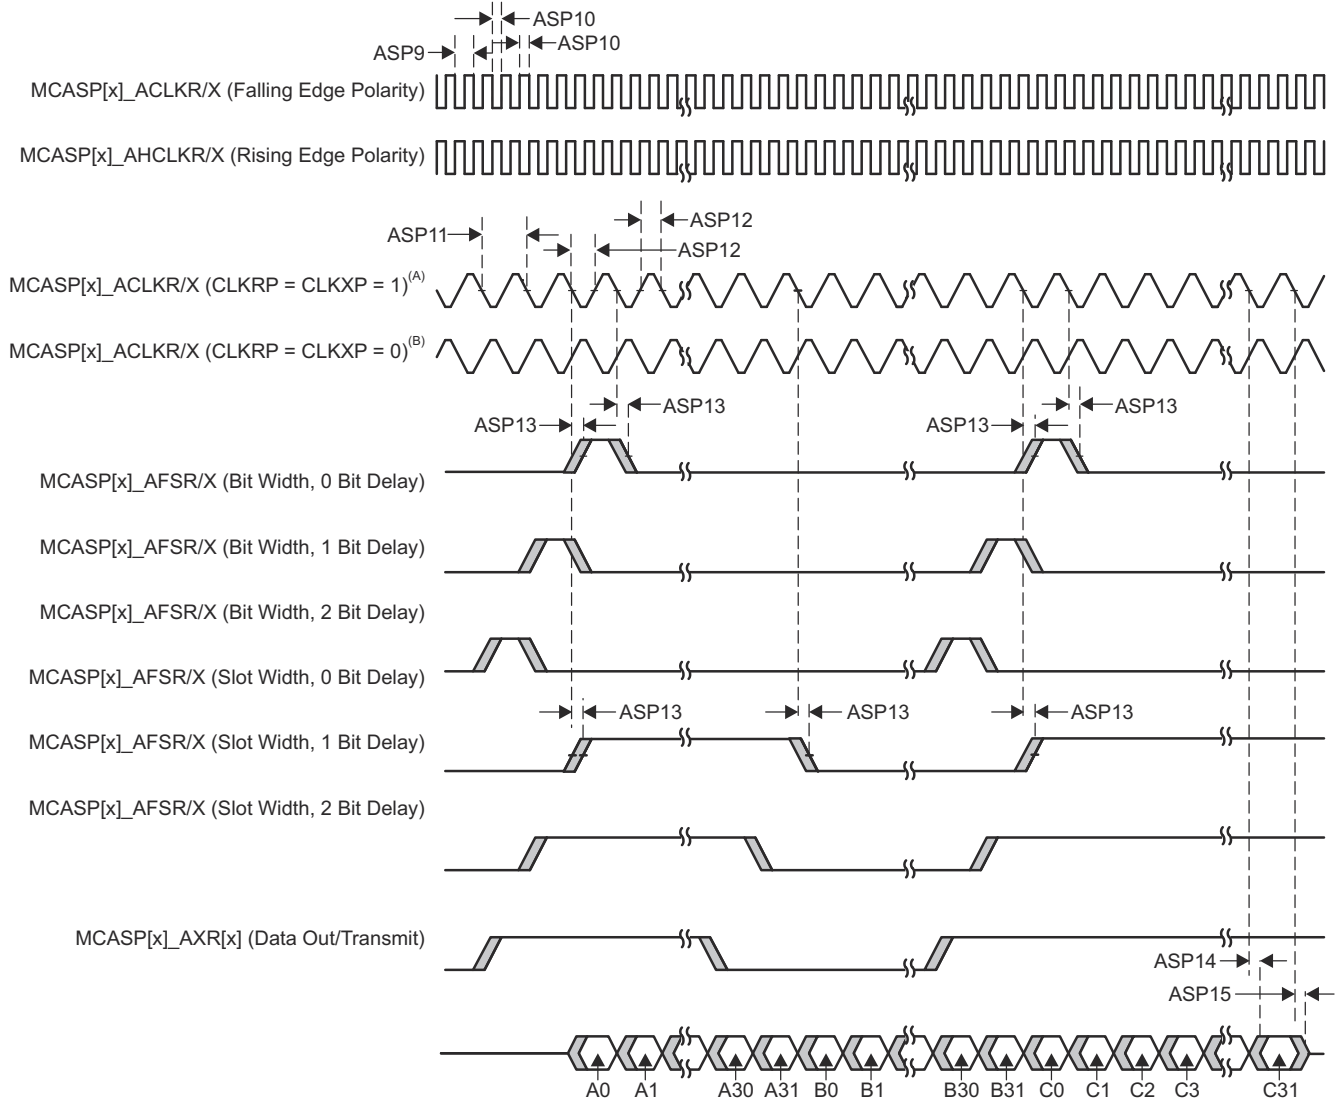 ASP10
ASP9
ASP10
MCASP[x]_ACLKR/X (Falling Edge Polarity)
MCASP[x]_AHCLKR/X (Rising Edge Polarity)
ASP12
ASP11
ASP12
MCASP[x]_ACLKR/X (CLKRP = CLKXP = 1)(A)
MCASP[x]_ACLKR/X (CLKRP = CLKXP = 0)(B)
ASP13
ASP13
ASP13
ASP13
MCASP[x]_AFSR/X (Bit Width, 0 Bit Delay)
MCASP[x]_AFSR/X (Bit Width, 1 Bit Delay)
MCASP[x]_AFSR/X (Bit Width, 2 Bit Delay)
MCASP[x]_AFSR/X (Slot Width, 0 Bit Delay)
ASP13
ASP13
ASP13
MCASP[x]_AFSR/X (Slot Width, 1 Bit Delay)
MCASP[x]_AFSR/X (Slot Width, 2 Bit Delay)
MCASP[x]_AXR[x] (Data Out/Transmit)
ASP14
ASP15
A0 A1 A30 A31 B0 B1 B30 B31 C0 C1 C2 C3 C31